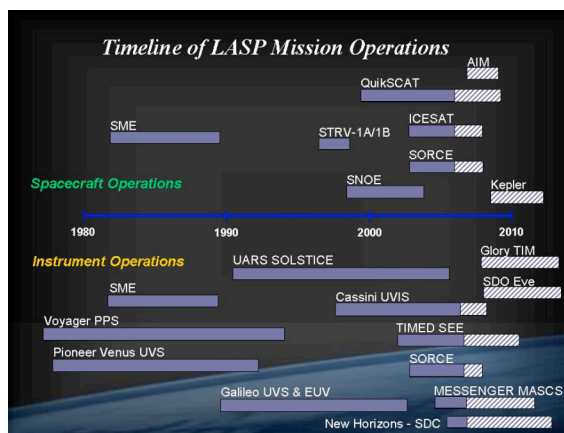 Timeline of LASP Mission Operations
AIM
QuikSCAT
SME
STRV-1A/1B
ICESAT
SORCE
Spacecraft Operations
SNOE
Kepler
1980 1990 2000 2010
Instrument Operations
UARS SOLSTICE
Glory TIM
SME
SDO Eve
Cassini UVIS
Voyager PPS
TIMED SEE
Pioneer Venus UVS
SORCE
Galileo UVS & EUV
MESSENGER MASCS
New Horizons - SDC